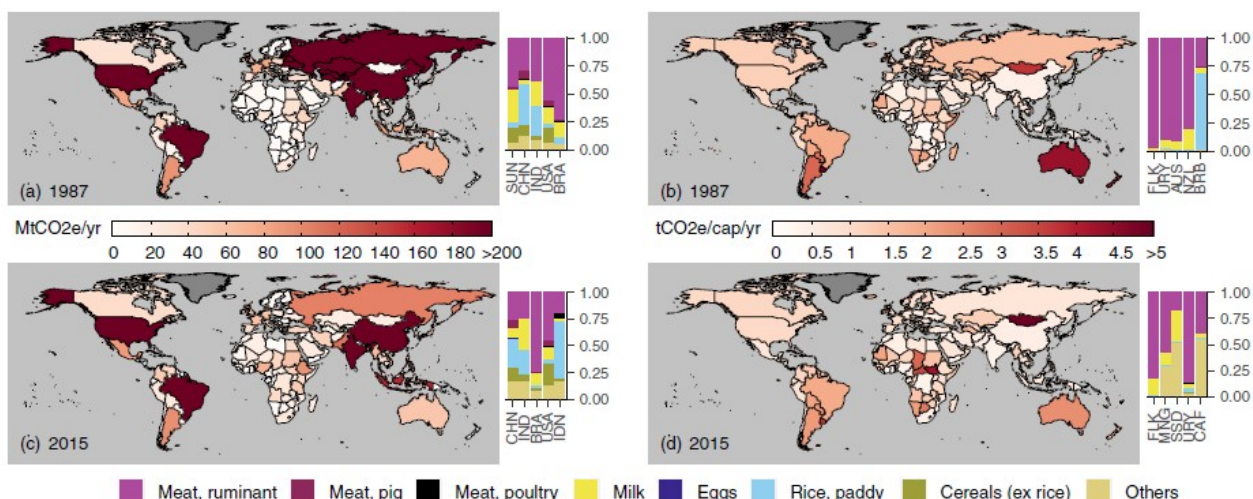 1.00
0.75
0.50
0.25
0.00
(a) 1987
SUN
CHN
IND
USA
BRA
1.00
0.75
0.50
0.25
0.00
(b) 1987
FLK
URY
AUS
NZL
BRB
MtCO2e/yr
0 20 40 60 80 100 120 140 160 180 >200
tCO2e/cap/yr
0 0.5 1 1.5 2 2.5 3 3.5 4 4.5 >5
1.00
0.75
0.50
0.25
0.00
(c) 2015
CHN
IND
BRA
USA
IDN
1.00
0.75
0.50
0.25
0.00
(d) 2015
FLK
MNG
SSD
URY
CAF
Meat, ruminant Meat, pig Meat, poultry Milk Eggs Rice, paddy Cereals (ex rice) Others